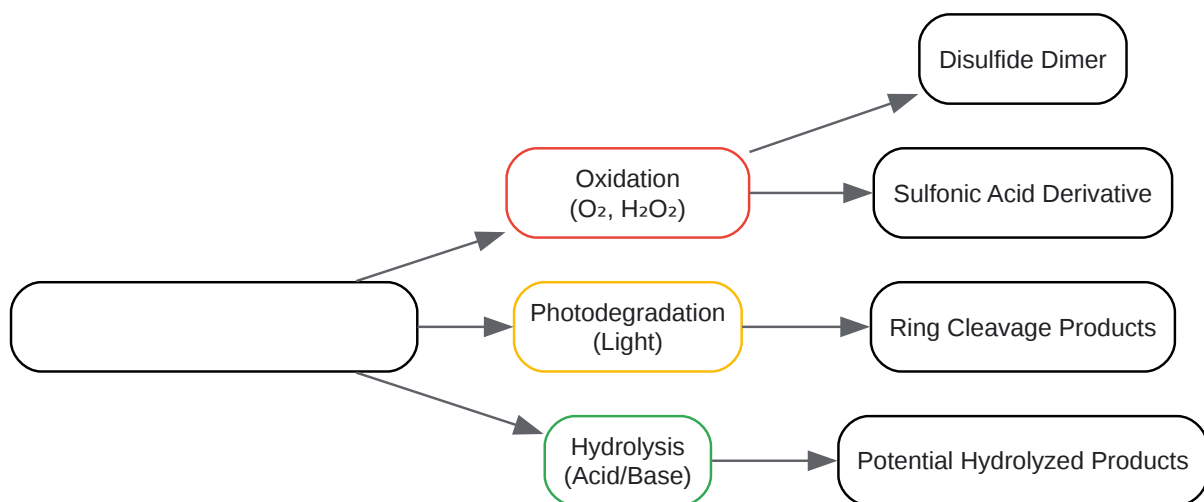 Disulfide Dimer
Oxidation
(O₂, H₂O₂)
Sulfonic Acid Derivative
Photodegradation
(Light)
Ring Cleavage Products
Hydrolysis
(Acid/Base)
Potential Hydrolyzed Products